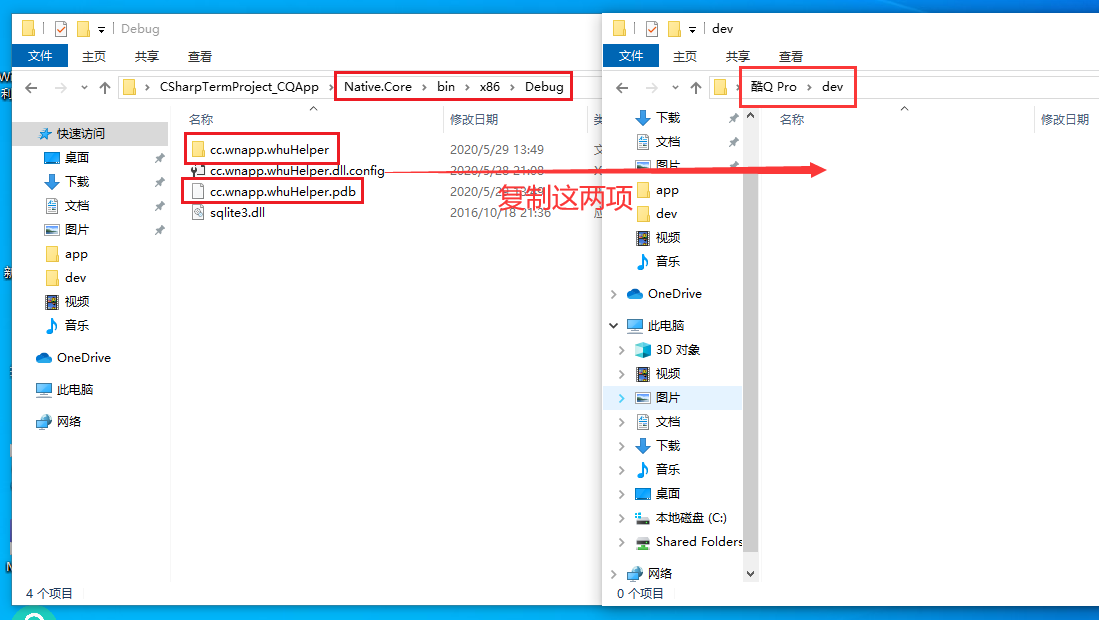 Debug
文件 主页 共享 查看
CSharpTermProject_CQApp Native.Core bin x86 Debug
名称 修改日期
快速访问
桌面
下载
文档
图片
app
dev
视频
音乐
OneDrive
此电脑
网络
cc.wnapp.whuHelper 2020/5/29 13:49
cc.wnapp.whuHelper.dll.config 2020/5/28 21:08
cc.wnapp.whuHelper.pdb
sqlite3.dll 2016/10/18 21:36
复制这两项
4 个项目
dev
文件 主页 共享 查看
酷Q Pro dev
名称 修改日期
下载
文档
图片
app
dev
视频
音乐
OneDrive
此电脑
3D 对象
视频
图片
文档
下载
音乐
桌面
本地磁盘 (C:)
Shared Folders
网络
0 个项目